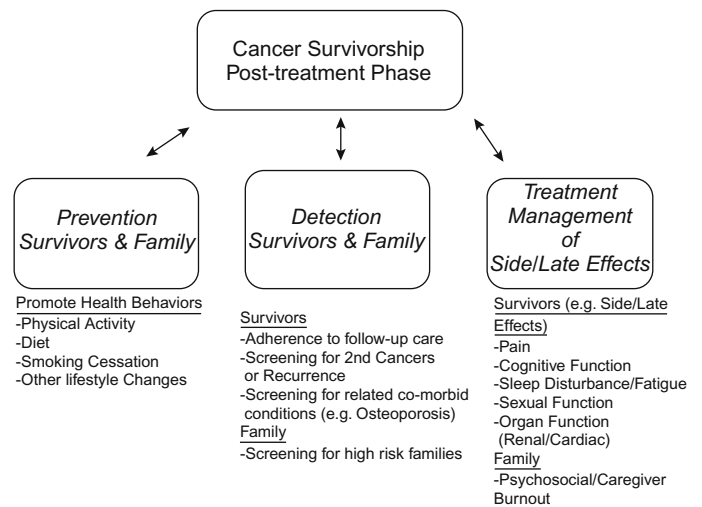 Cancer Survivorship
Post-treatment Phase
Prevention
Survivors & Family
Promote Health Behaviors
-Physical Activity
-Diet
-Smoking Cessation
-Other lifestyle Changes
Detection
Survivors & Family
Survivors
-Adherence to follow-up care
-Screening for 2nd Cancers
or Recurrence
-Screening for related co-morbid
conditions (e.g. Osteoporosis)
Family
-Screening for high risk families
Treatment
Management
of
Side/Late Effects
Survivors (e.g. Side/Late
Effects)
-Pain
-Cognitive Function
-Sleep Disturbance/Fatigue
-Sexual Function
-Organ Function
(Renal/Cardiac)
Family
-Psychosocial/Caregiver
Burnout